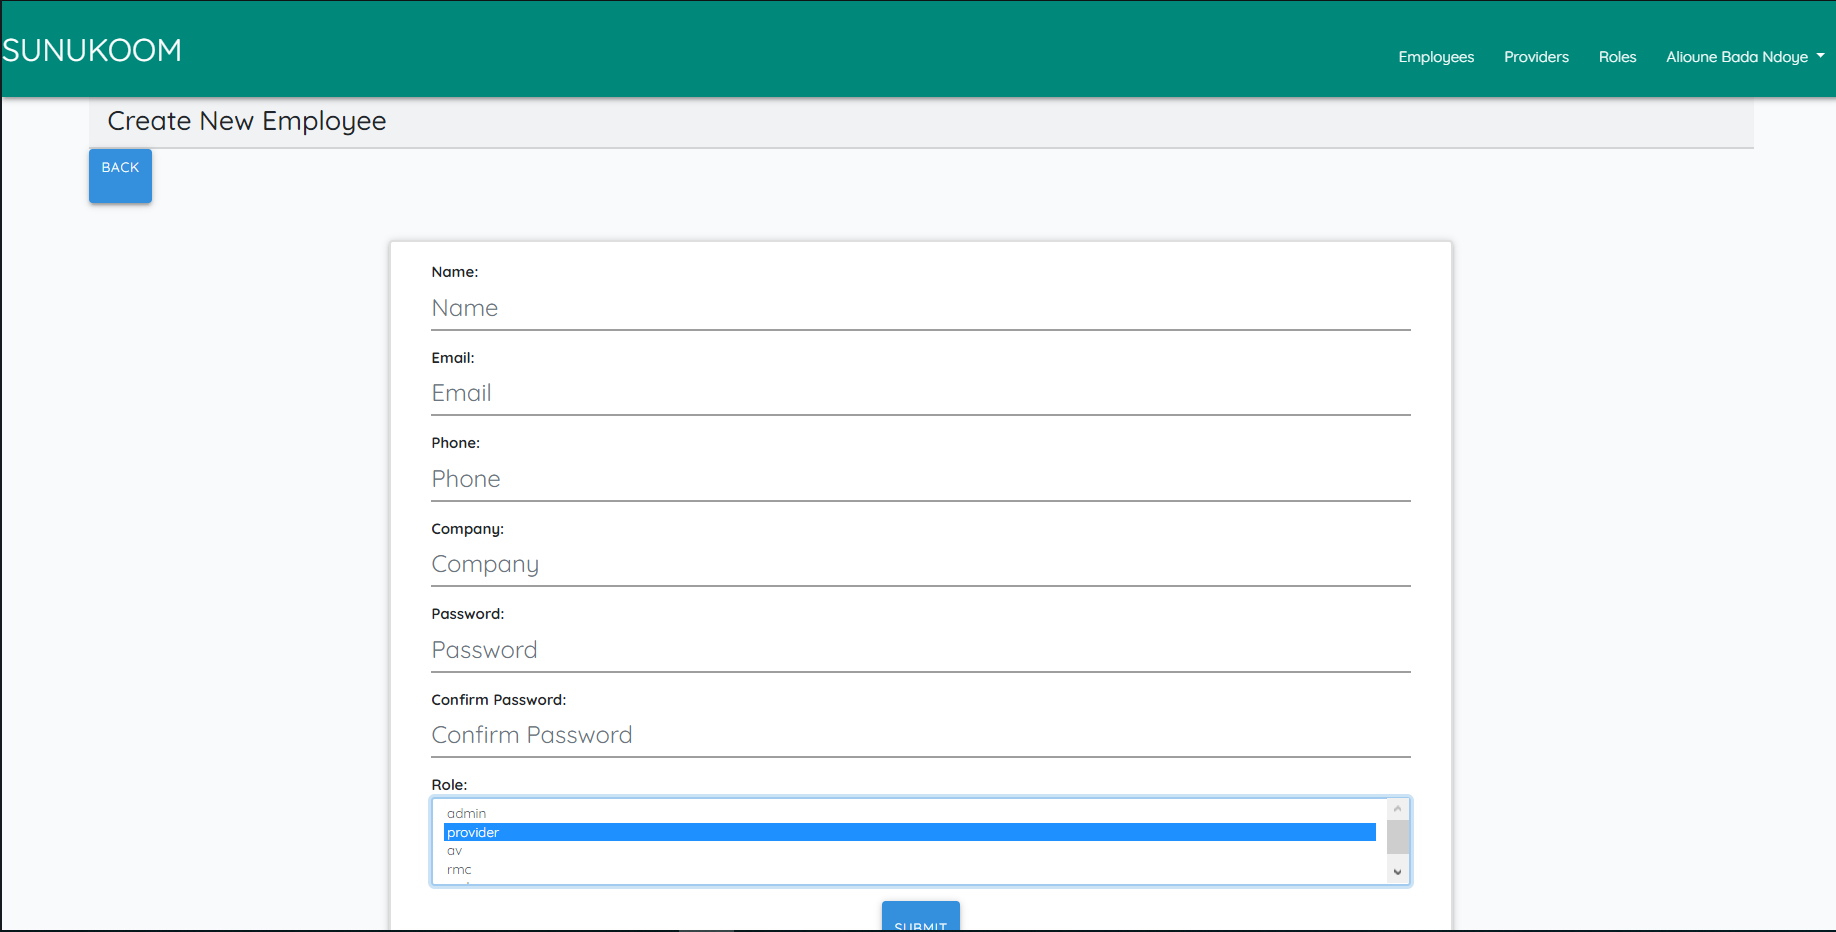 SUNUKOOM
Employees Providers Roles Alioune Bada Ndoye
Create New Employee
BACK
Name:
Name
Email:
Email
Phone:
Phone
Company:
Company
Password:
Password
Confirm Password:
Confirm Password
Role:
admin
provider
av
rmc
SUBMIT